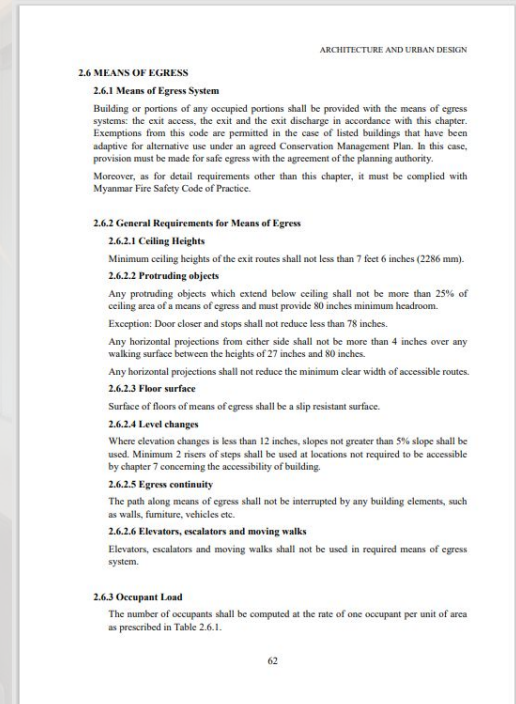 ARCHITECTURE AND URBAN DESIGN
2.6 MEANS OF EGRESS
2.6.1 Means of Egress System
Building or portions of any occupied portions shall be provided with the means of egress
systems: the exit access, the exit and the exit discharge in accordance with this chapter.
Exemptions from this code are permitted in the case of listed buildings that have been
adaptive for alternative use under an agreed Conservation Management Plan. In this case,
provision must be made for safe egress with the agreement of the planning authority.
Moreover, as for detail requirements other than this chapter, it must be complied with
Myanmar Fire Safety Code of Practice.
2.6.2 General Requirements for Means of Egress
2.6.2.1 Ceiling Heights
Minimum ceiling heights of the exit routes shall not less than 7 feet 6 inches (2286 mm).
2.6.2.2 Protruding objects
Any protruding objects which extend below ceiling shall not be more than 25% of
ceiling area of a means of egress and must provide 80 inches minimum headroom.
Exception: Door closer and stops shall not reduce less than 78 inches.
Any horizontal projections from either side shall not be more than 4 inches over any
walking surface between the heights of 27 inches and 80 inches.
Any horizontal projections shall not reduce the minimum clear width of accessible routes.
2.6.2.3 Floor surface
Surface of floors of means of egress shall be a slip resistant surface.
2.6.2.4 Level changes
Where elevation changes is less than 12 inches, slopes not greater than 5% slope shall be
used. Minimum 2 risers of steps shall be used at locations not required to be accessible
by chapter 7 concerning the accessibility of building.
2.6.2.5 Egress continuity
The path along means of egress shall not be interrupted by any building elements, such
as walls, furniture, vehicles etc.
2.6.2.6 Elevators, escalators and moving walks
Elevators, escalators and moving walks shall not be used in required means of egress
system.
2.6.3 Occupant Load
The number of occupants shall be computed at the rate of one occupant per unit of area
as prescribed in Table 2.6.1.
62